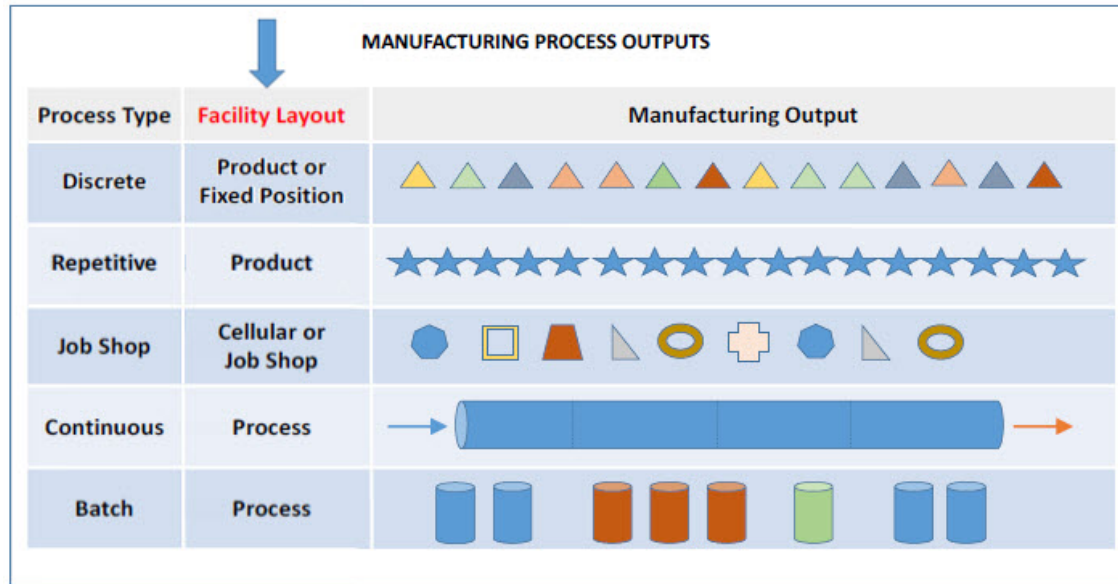 MANUFACTURING PROCESS OUTPUTS
Process Type Facility Layout Manufacturing Output
Discrete Product or
Fixed Position
Repetitive Product
Job Shop Cellular or
Job Shop
Continuous Process
Batch Process